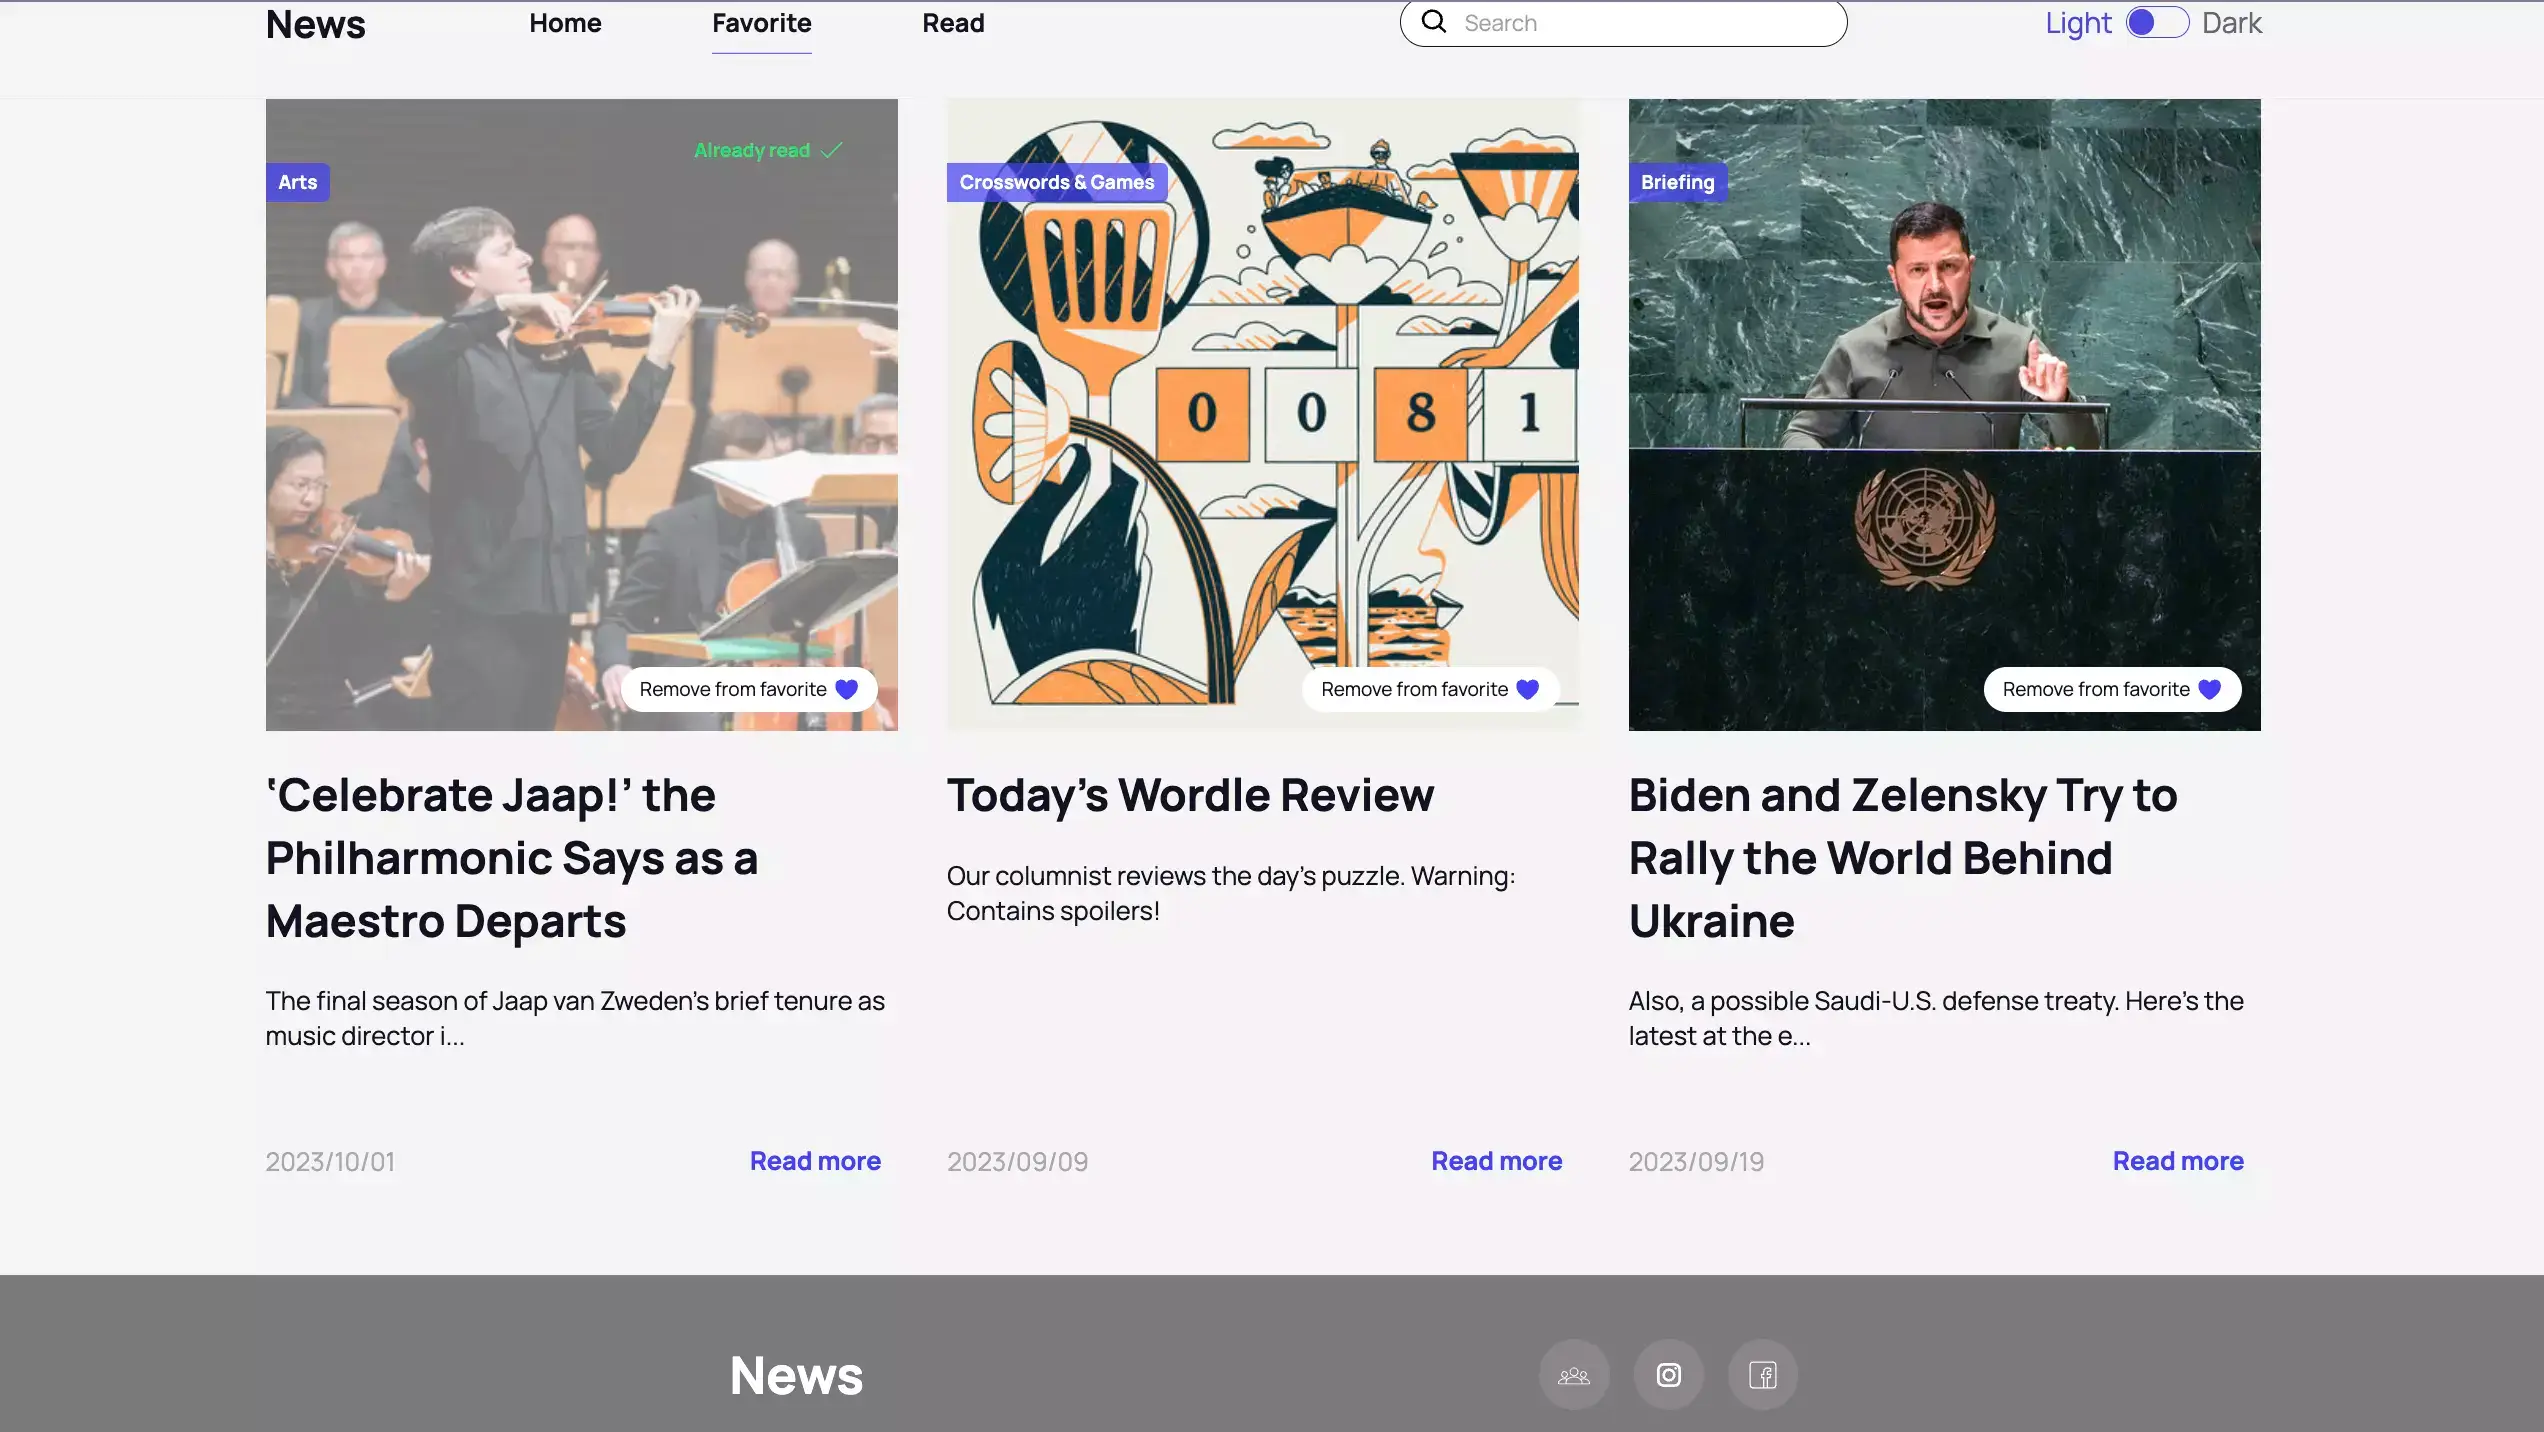 News
Home
Favorite
Read
Search
Light
Dark
Already read
Arts
Remove from favorite
‘Celebrate Jaap!’ the
Philharmonic Says as a
Maestro Departs
The final season of Jaap van Zweden’s brief tenure as
music director i...
2023/10/01
Read more
Crosswords & Games
0 0 8 1
Remove from favorite
Today’s Wordle Review
Our columnist reviews the day’s puzzle. Warning:
Contains spoilers!
2023/09/09
Read more
Briefing
Remove from favorite
Biden and Zelensky Try to
Rally the World Behind
Ukraine
Also, a possible Saudi-U.S. defense treaty. Here’s the
latest at the e...
2023/09/19
Read more
News